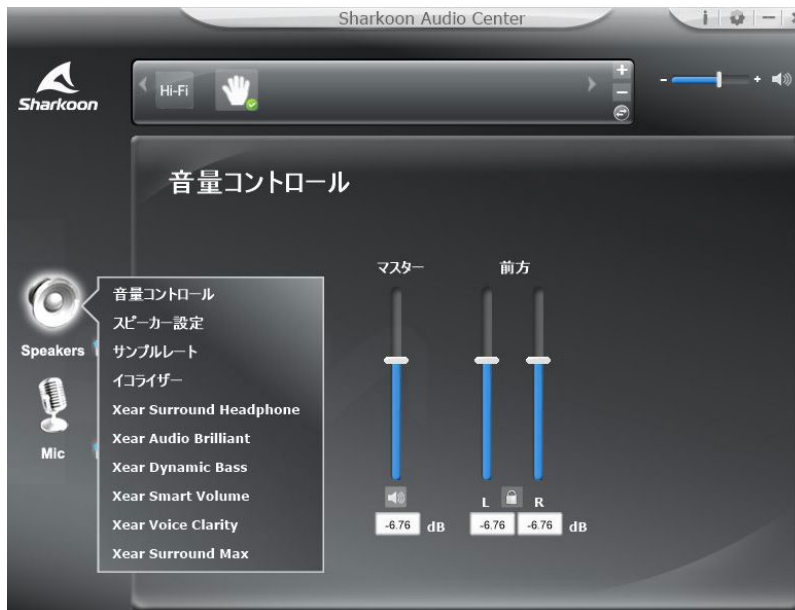 Sharkoon Audio Center
i
Sharkoon
Hi-Fi
音量コントロール
マスター
前方
音量コントロール
スピーカー設定
サンプルレート
イコライザー
Xear Surround Headphone
Xear Audio Brilliant
Xear Dynamic Bass
Xear Smart Volume
Xear Voice Clarity
Xear Surround Max
Speakers
Mic
L R
-6.76 dB -6.76 -6.76 dB